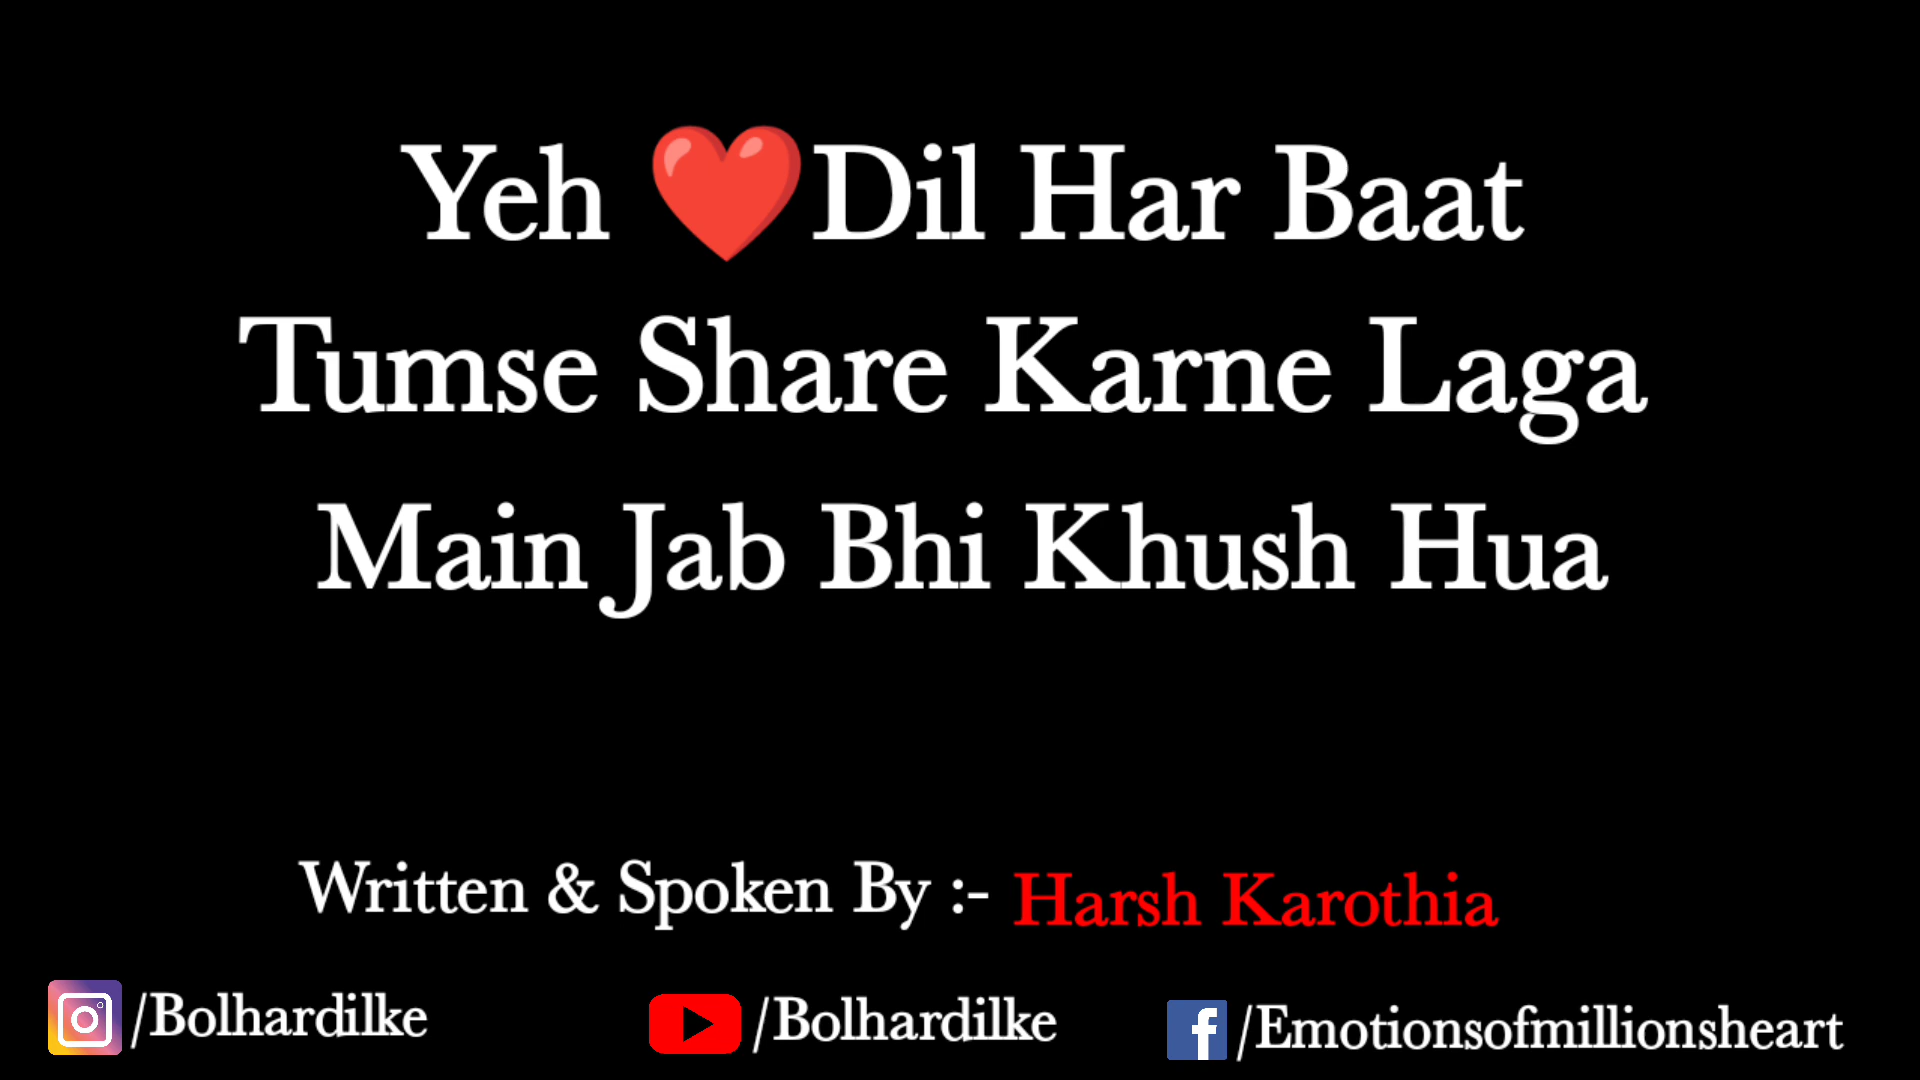 Yeh ❤️Dil Har Baat
Tumse Share Karne Laga
Main Jab Bhi Khush Hua
Written & Spoken By :- Harsh Karothia
/Bolhardilke /Bolhardilke /Emotionsofmillionsheart